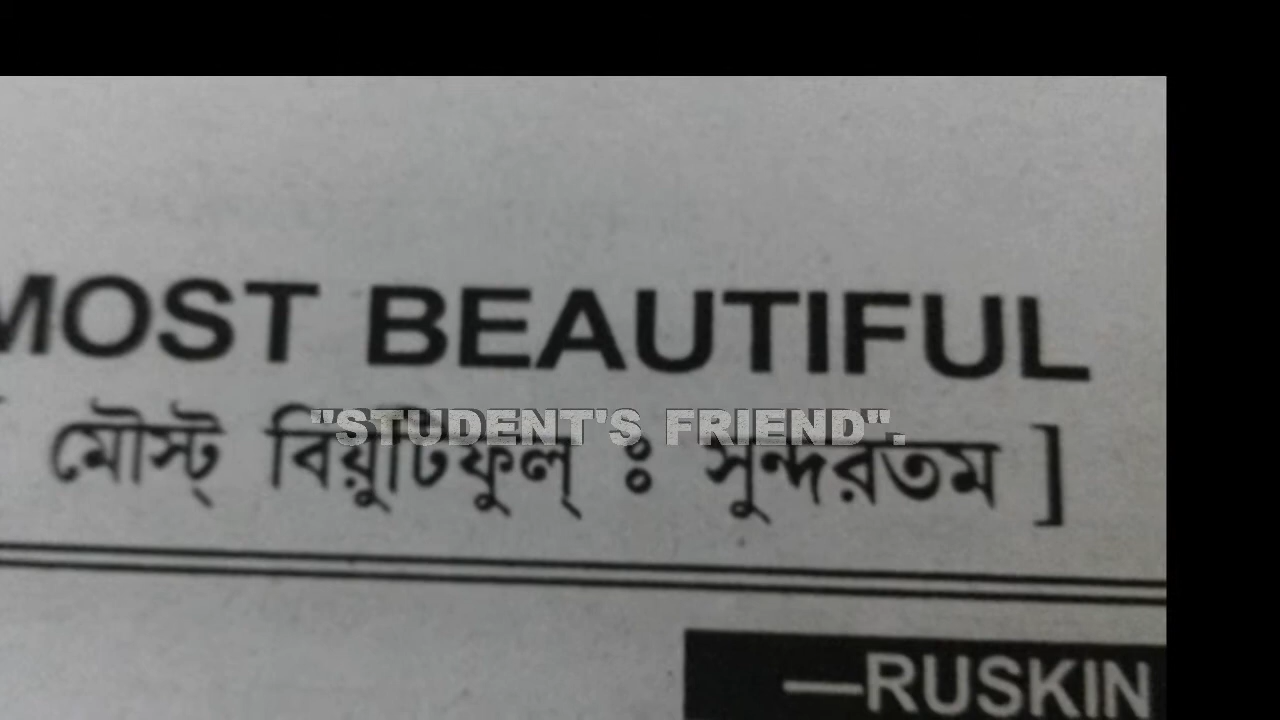 MOST BEAUTIFUL
"STUDENT'S FRIEND".
মৌস্ট্ বিয়ুটিফুল্ : সুন্দরতম ]
—RUSKIN